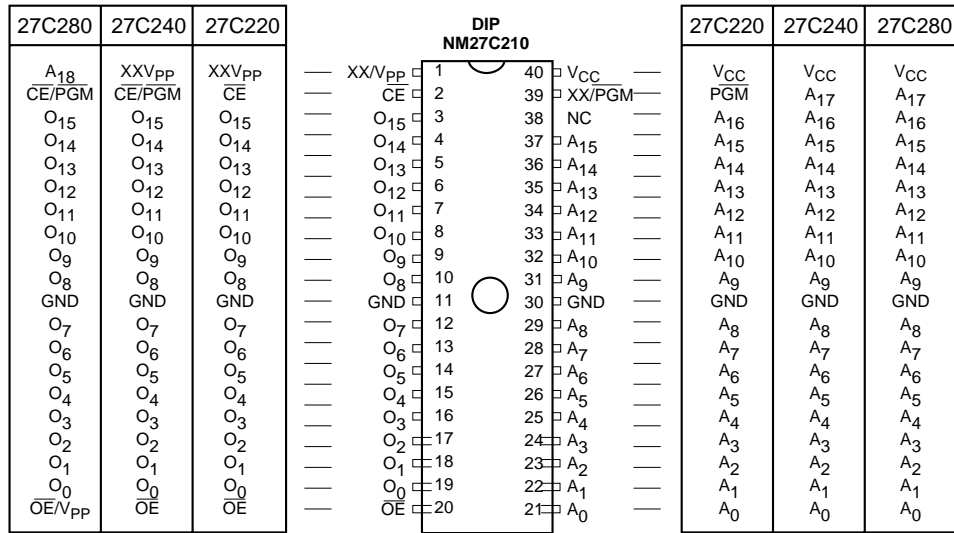 27C280 27C240 27C220 DIP 27C220 27C240 27C280
NM27C210
A18 XXVPP XXVPP XX/VPP 1 40 VCC VCC VCC VCC
CE/PGM CE/PGM CE CE 2 39 XX/PGM PGM A17 A17
O15 O15 O15 O15 3 38 NC A16 A16 A16
O14 O14 O14 O14 4 37 A15 A15 A15 A15
O13 O13 O13 O13 5 36 A14 A14 A14 A14
O12 O12 O12 O12 6 35 A13 A13 A13 A13
O11 O11 O11 O11 7 34 A12 A12 A12 A12
O10 O10 O10 O10 8 33 A11 A11 A11 A11
O9 O9 O9 O9 9 32 A10 A10 A10 A10
O8 O8 O8 O8 10 31 A9 A9 A9 A9
GND GND GND GND 11 30 GND GND GND GND
O7 O7 O7 O7 12 29 A8 A8 A8 A8
O6 O6 O6 O6 13 28 A7 A7 A7 A7
O5 O5 O5 O5 14 27 A6 A6 A6 A6
O4 O4 O4 O4 15 26 A5 A5 A5 A5
O3 O3 O3 O3 16 25 A4 A4 A4 A4
O2 O2 O2 O2 17 24 A3 A3 A3 A3
O1 O1 O1 O1 18 23 A2 A2 A2 A2
O0 O0 O0 O0 19 22 A1 A1 A1 A1
OE/VPP OE OE OE 20 21 A0 A0 A0 A0